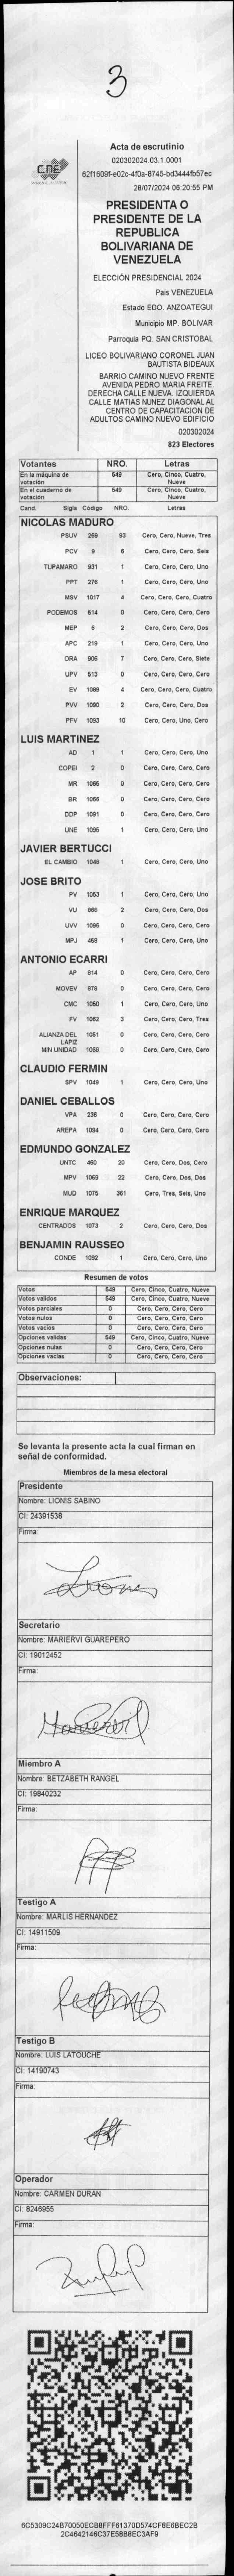 3
CNE
Acta de escrutinio
020302024.03.1.0001
62f1609f-e02c-4f0a-8745-bd3444fb57ec
28/07/2024 06:20:55 PM
PRESIDENTA O
PRESIDENTE DE LA
REPUBLICA
BOLIVARIANA DE
VENEZUELA
ELECCIÓN PRESIDENCIAL 2024
Pais VENEZUELA
Estado EDO. ANZOATEGUI
Municipio MP. BOLIVAR
Parroquia PQ. SAN CRISTOBAL
LICEO BOLIVARIANO CORONEL JUAN
BAUTISTA BIDEAUX
BARRIO CAMINO NUEVO FRENTE
AVENIDA PEDRO MARIA FREITE.
DERECHA CALLE NUEVA. IZQUIERDA
CALLE MATIAS NUNEZ DIAGONAL AL
CENTRO DE CAPACITACION DE
ADULTOS CAMINO NUEVO EDIFICIO
020302024
823 Electores
Votantes NRO. Letras
En la máquina de votación 549 Cero, Cinco, Cuatro, Nueve
En el cuaderno de votación 549 Cero, Cinco, Cuatro, Nueve
Cand. Sigla Código NRO. Letras
NICOLAS MADURO
PSUV 269 93 Cero, Cero, Nueve, Tres
PCV 9 6 Cero, Cero, Cero, Seis
TUPAMARO 931 1 Cero, Cero, Cero, Uno
PPT 276 1 Cero, Cero, Cero, Uno
MSV 1017 4 Cero, Cero, Cero, Cuatro
PODEMOS 514 0 Cero, Cero, Cero, Cero
MEP 6 2 Cero, Cero, Cero, Dos
APC 219 1 Cero, Cero, Cero, Uno
ORA 906 7 Cero, Cero, Cero, Siete
UPV 513 0 Cero, Cero, Cero, Cero
EV 1089 4 Cero, Cero, Cero, Cuatro
PVV 1090 2 Cero, Cero, Cero, Dos
PFV 1093 10 Cero, Cero, Uno, Cero
LUIS MARTINEZ
AD 1 1 Cero, Cero, Cero, Uno
COPEI 2 0 Cero, Cero, Cero, Cero
MR 1065 0 Cero, Cero, Cero, Cero
BR 1066 0 Cero, Cero, Cero, Cero
DDP 1091 0 Cero, Cero, Cero, Cero
UNE 1095 1 Cero, Cero, Cero, Uno
JAVIER BERTUCCI
EL CAMBIO 1048 1 Cero, Cero, Cero, Uno
JOSE BRITO
PV 1053 1 Cero, Cero, Cero, Uno
VU 868 2 Cero, Cero, Cero, Dos
UVV 1096 0 Cero, Cero, Cero, Cero
MPJ 458 1 Cero, Cero, Cero, Uno
ANTONIO ECARRI
AP 814 0 Cero, Cero, Cero, Cero
MOVEV 978 0 Cero, Cero, Cero, Cero
CMC 1050 1 Cero, Cero, Cero, Uno
FV 1062 3 Cero, Cero, Cero, Tres
ALIANZA DEL LAPIZ 1051 0 Cero, Cero, Cero, Cero
MIN UNIDAD 1068 0 Cero, Cero, Cero, Cero
CLAUDIO FERMIN
SPV 1049 1 Cero, Cero, Cero, Uno
DANIEL CEBALLOS
VPA 238 0 Cero, Cero, Cero, Cero
AREPA 1094 0 Cero, Cero, Cero, Cero
EDMUNDO GONZALEZ
UNTC 460 20 Cero, Cero, Dos, Cero
MPV 1069 22 Cero, Cero, Dos, Dos
MUD 1075 361 Cero, Tres, Seis, Uno
ENRIQUE MARQUEZ
CENTRADOS 1073 2 Cero, Cero, Cero, Dos
BENJAMIN RAUSSEO
CONDE 1092 1 Cero, Cero, Cero, Uno
Resumen de votos
Votos 549 Cero, Cinco, Cuatro, Nueve
Votos validos 549 Cero, Cinco, Cuatro, Nueve
Votos parciales 0 Cero, Cero, Cero, Cero
Votos nulos 0 Cero, Cero, Cero, Cero
Votos vacios 0 Cero, Cero, Cero, Cero
Opciones validas 549 Cero, Cinco, Cuatro, Nueve
Opciones nulas 0 Cero, Cero, Cero, Cero
Opciones vacias 0 Cero, Cero, Cero, Cero
Observaciones:
Se levanta la presente acta la cual firman en
señal de conformidad.
Miembros de la mesa electoral
Presidente
Nombre: LIONIS SABINO
CI: 24391538
Firma:
Secretario
Nombre: MARIERVI GUAREPERO
CI: 19012452
Firma:
Miembro A
Nombre: BETZABETH RANGEL
CI: 19840232
Firma:
Testigo A
Nombre: MARLIS HERNANDEZ
CI: 14911509
Firma:
Testigo B
Nombre: LUIS LATOUCHE
CI: 14190743
Firma:
Operador
Nombre: CARMEN DURAN
CI: 8246955
Firma:
6C5309C24B70050ECB8FFF61370D574CF8E6BEC2B
2C4642146C37E58B8EC3AF9